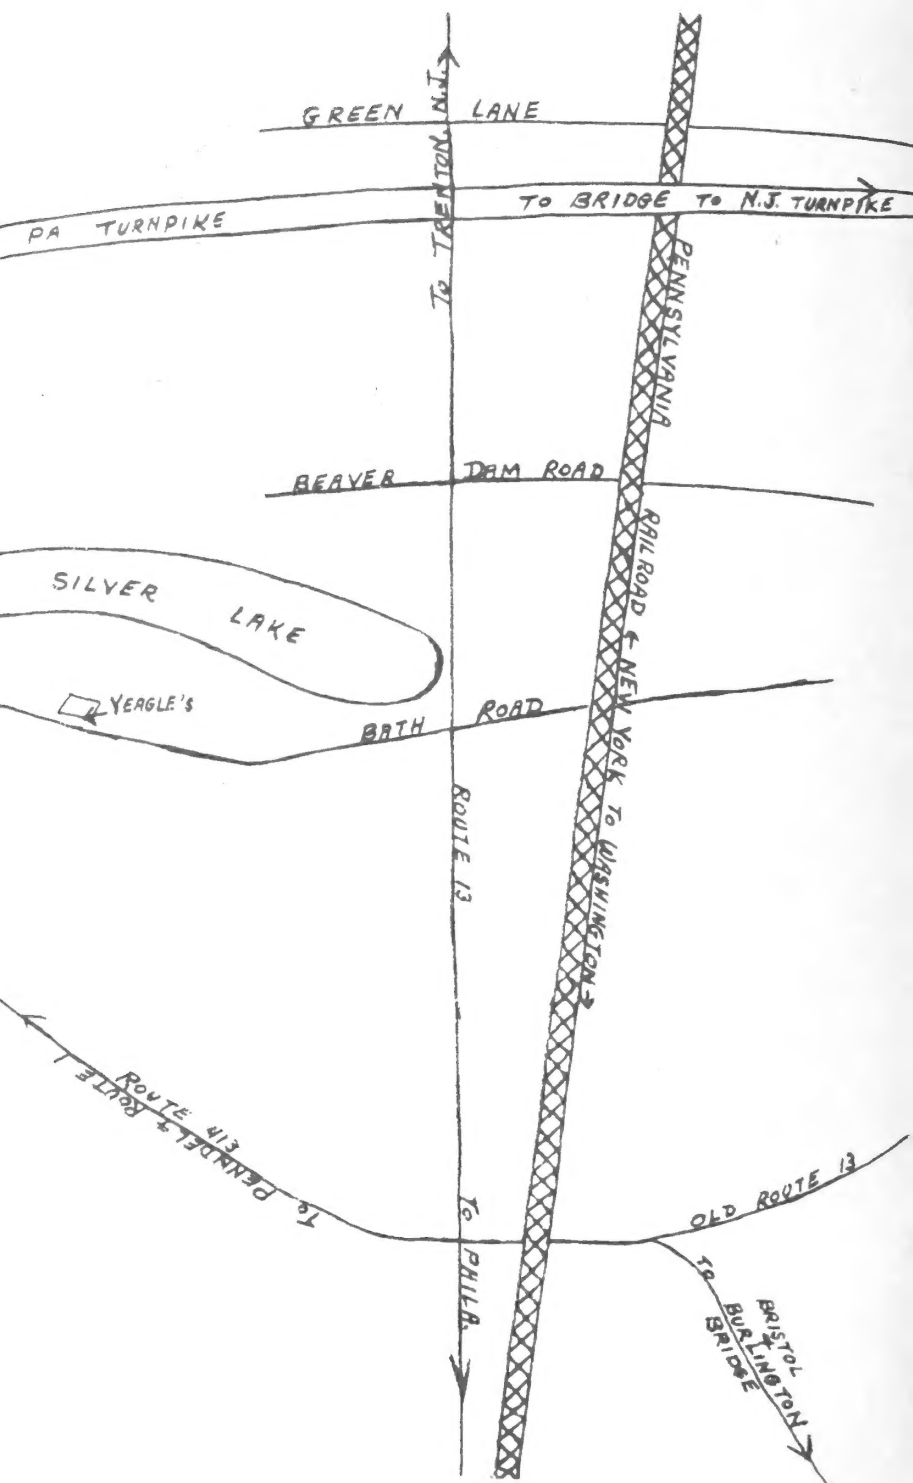 GREEN LANE
TO TRENTON, N.J.
PA TURNPIKE
TO BRIDGE TO N.J. TURNPIKE
PENNSYLVANIA
RAILROAD ← NEW YORK TO WASHINGTON →
BEAVER DAM ROAD
SILVER LAKE
YEAGLE'S
BATH ROAD
ROUTE 13
ROUTE 413
TO PENNDEL & ROUTE 1
TO PHILA.
OLD ROUTE 13
TO
BRISTOL
&
BURLINGTON
BRIDGE